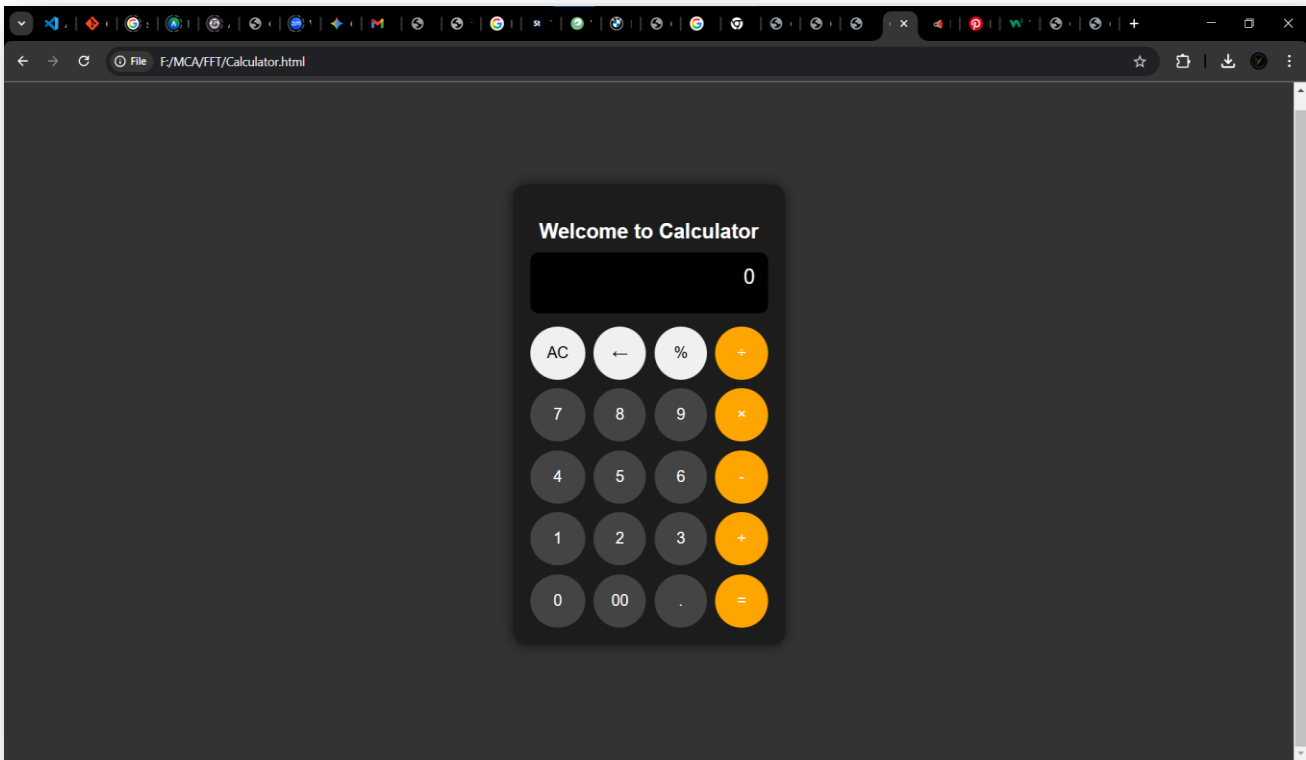 File F:/MCA/FFT/Calculator.html
Welcome to Calculator
0
AC ← % ÷
7 8 9 ×
4 5 6 -
1 2 3 +
0 00 . =